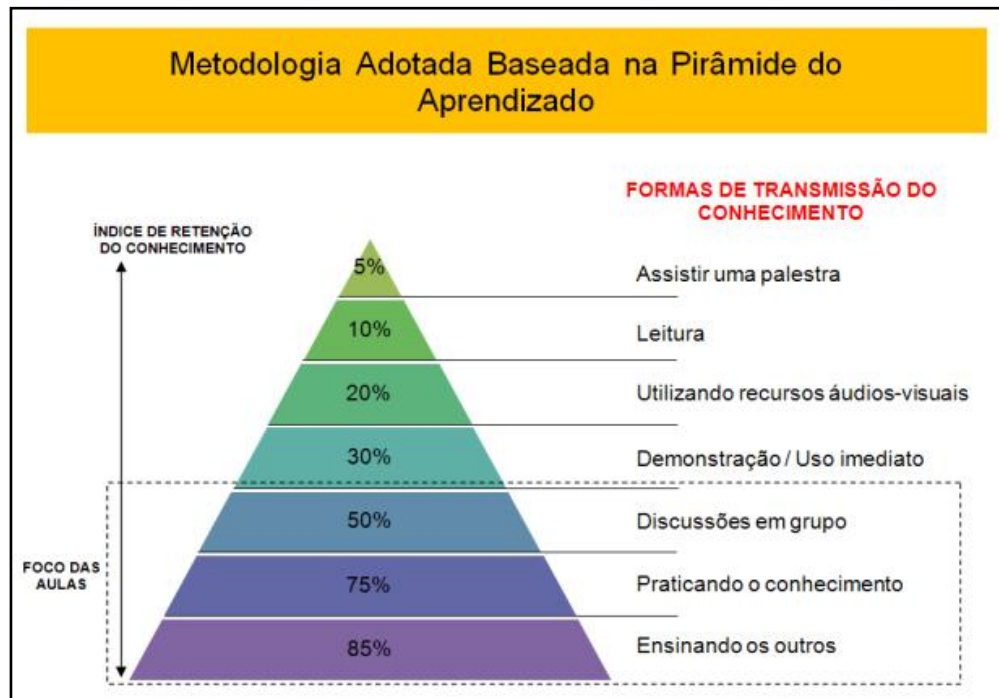 Metodologia Adotada Baseada na Pirâmide do
Aprendizado
FORMAS DE TRANSMISSÃO DO
CONHECIMENTO
ÍNDICE DE RETENÇÃO
DO CONHECIMENTO
5%
Assistir uma palestra
10%
Leitura
20%
Utilizando recursos áudios-visuais
30%
Demonstração / Uso imediato
50%
Discussões em grupo
FOCO DAS
AULAS
75%
Praticando o conhecimento
85%
Ensinando os outros